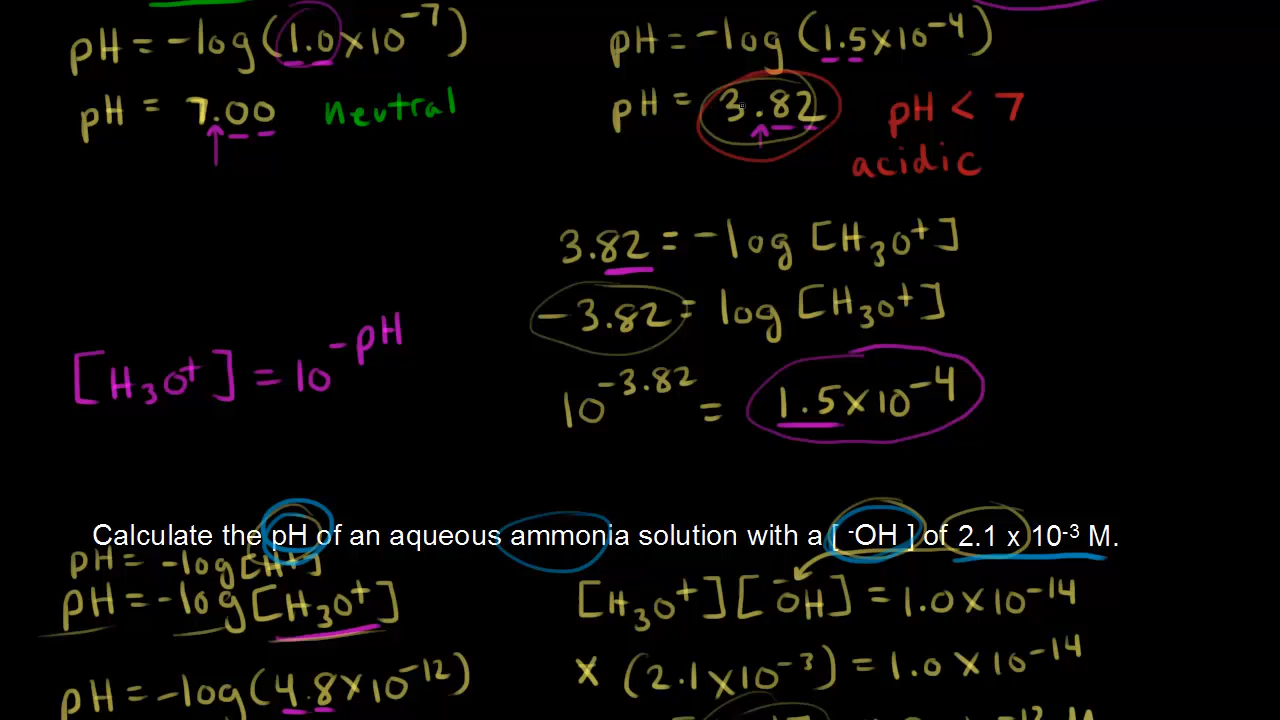 pH = -log(1.0x10⁻⁷)
pH = 7.00 neutral
pH = -log(1.5x10⁻⁴)
pH = 3.82 pH < 7
acidic
3.82 = -log[H₃O⁺]
-3.82 = log[H₃O⁺]
[H₃O⁺] = 10^-pH
10^-3.82 = 1.5x10⁻⁴
Calculate the pH of an aqueous ammonia solution with a [ ⁻OH ] of 2.1 x 10⁻³ M.
pH = -log[H⁺]
pH = -log[H₃O⁺]
pH = -log(4.8x10⁻¹²)
[H₃O⁺][⁻OH] = 1.0x10⁻¹⁴
x (2.1x10⁻³) = 1.0x10⁻¹⁴